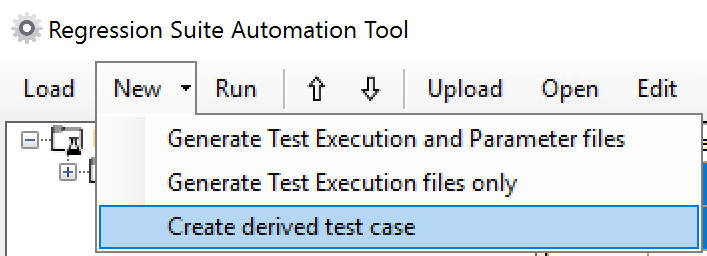 Regression Suite Automation Tool
Load New Run Upload Open Edit
Generate Test Execution and Parameter files
Generate Test Execution files only
Create derived test case